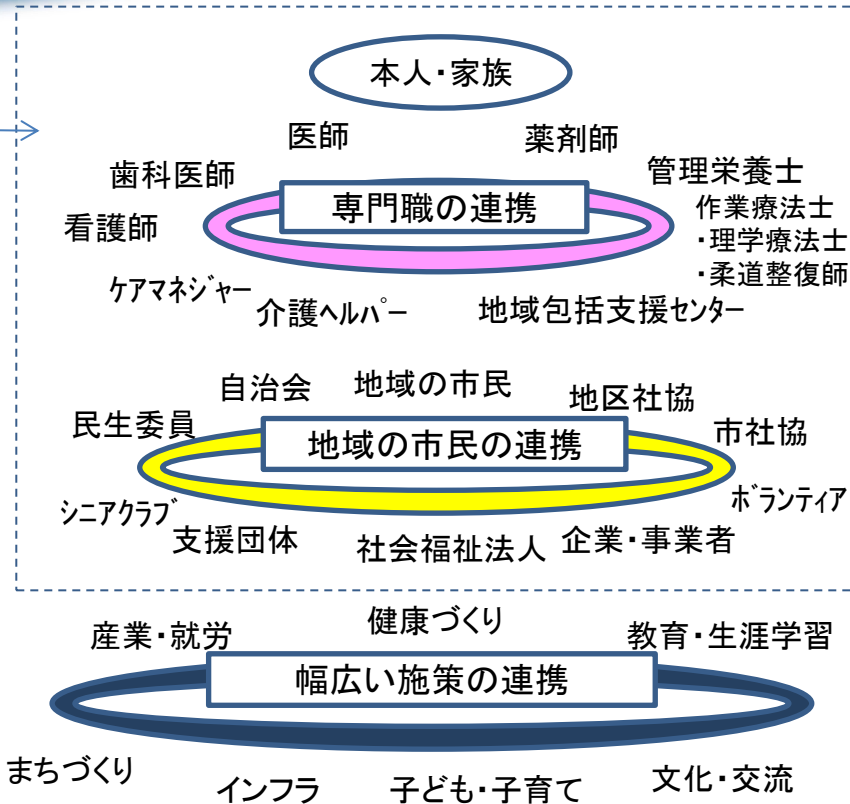 本人・家族
医師
薬剤師
歯科医師
管理栄養士
専門職の連携
看護師
作業療法士
・理学療法士
・柔道整復師
ケアマネジャー
介護ヘルパー
地域包括支援センター
自治会
地域の市民
地区社協
民生委員
市社協
地域の市民の連携
シニアクラブ
ボランティア
支援団体
社会福祉法人
企業・事業者
産業・就労
健康づくり
教育・生涯学習
幅広い施策の連携
まちづくり
インフラ
子ども・子育て
文化・交流